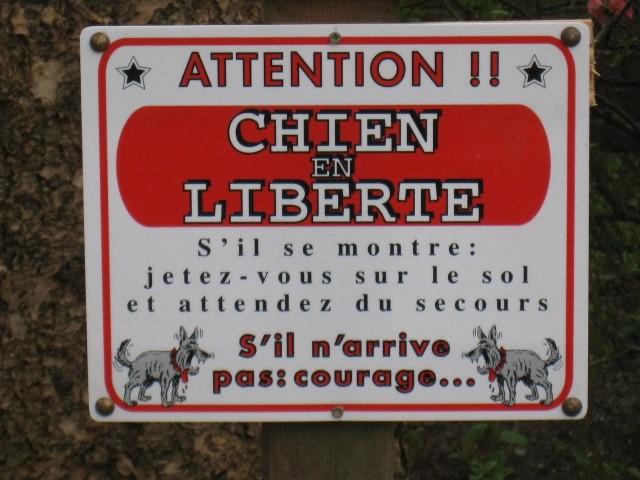 ATTENTION !!
CHIEN
EN
LIBERTE
S'il se montre:
jetez-vous sur le sol
et attendez du secours
S'il n'arrive
pas: courage...